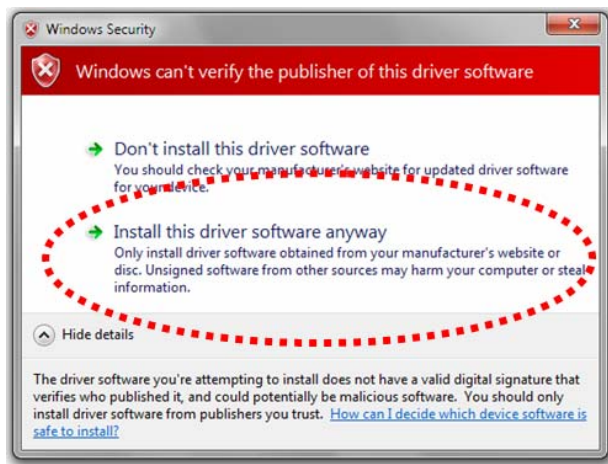 Windows Security
Windows can't verify the publisher of this driver software
Don't install this driver software
You should check your manufacturer's website for updated driver software
for your device.
Install this driver software anyway
Only install driver software obtained from your manufacturer's website or
disc. Unsigned software from other sources may harm your computer or steal
information.
Hide details
The driver software you're attempting to install does not have a valid digital signature that
verifies who published it, and could potentially be malicious software. You should only
install driver software from publishers you trust. How can I decide which device software is
safe to install?